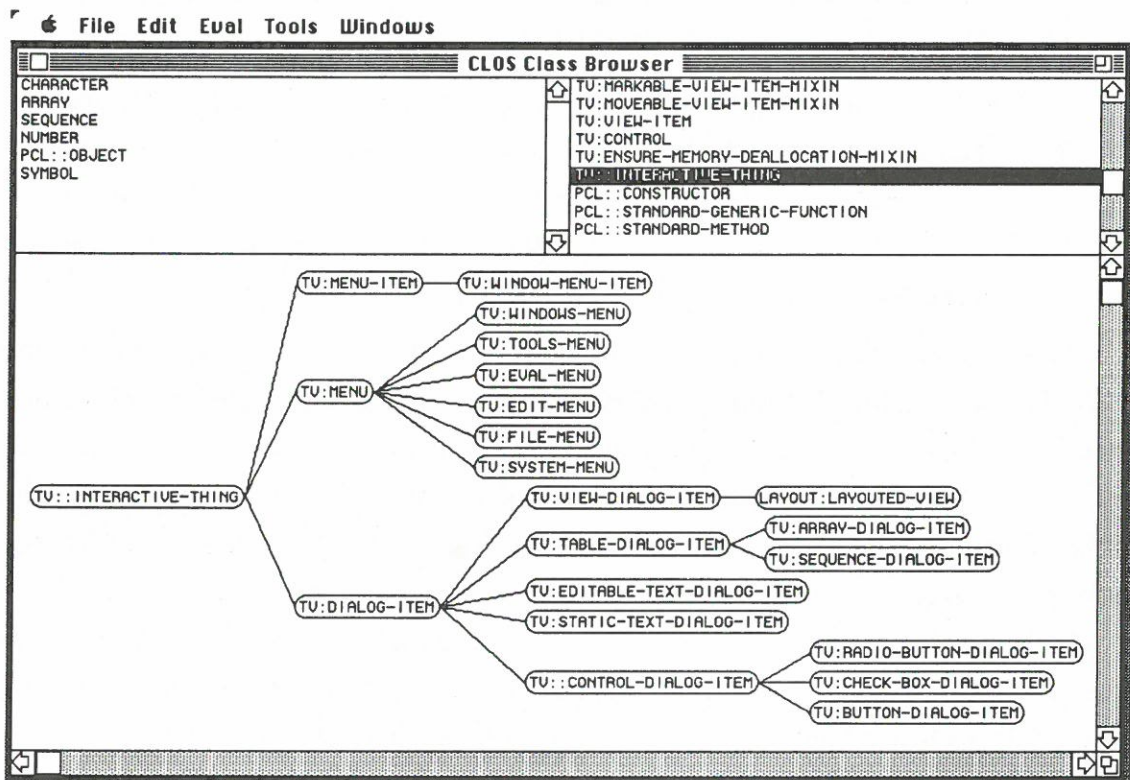 File Edit Eval Tools Windows
CLOS Class Browser
CHARACTER
ARRAY
SEQUENCE
NUMBER
PCL::OBJECT
SYMBOL
TV:MARKABLE-VIEW-ITEM-MIXIN
TV:MOVEABLE-VIEW-ITEM-MIXIN
TV:VIEW-ITEM
TV:CONTROL
TV:ENSURE-MEMORY-DEALLOCATION-MIXIN
TV::INTERACTIVE-THING
PCL::CONSTRUCTOR
PCL::STANDARD-GENERIC-FUNCTION
PCL::STANDARD-METHOD
TV:MENU-ITEM
TV:WINDOW-MENU-ITEM
TV:WINDOWS-MENU
TV:TOOLS-MENU
TV:EVAL-MENU
TV:MENU
TV:EDIT-MENU
TV:FILE-MENU
TV:SYSTEM-MENU
TV::INTERACTIVE-THING
TV:VIEW-DIALOG-ITEM
LAYOUT:LAYOUTED-VIEW
TV:ARRAY-DIALOG-ITEM
TV:TABLE-DIALOG-ITEM
TV:SEQUENCE-DIALOG-ITEM
TV:EDITABLE-TEXT-DIALOG-ITEM
TV:DIALOG-ITEM
TV:STATIC-TEXT-DIALOG-ITEM
TV:RADIO-BUTTON-DIALOG-ITEM
TV::CONTROL-DIALOG-ITEM
TV:CHECK-BOX-DIALOG-ITEM
TV:BUTTON-DIALOG-ITEM